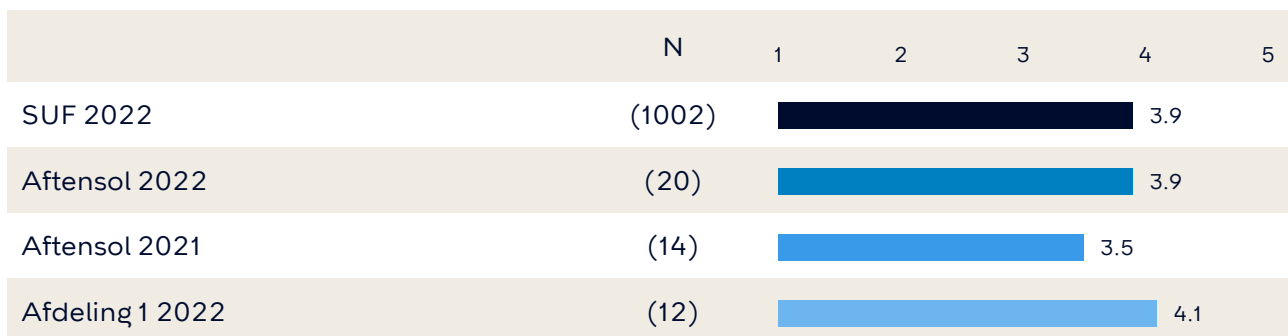 N 1 2 3 4 5
SUF 2022 (1002) 3.9
Aftensol 2022 (20) 3.9
Aftensol 2021 (14) 3.5
Afdeling 1 2022 (12) 4.1